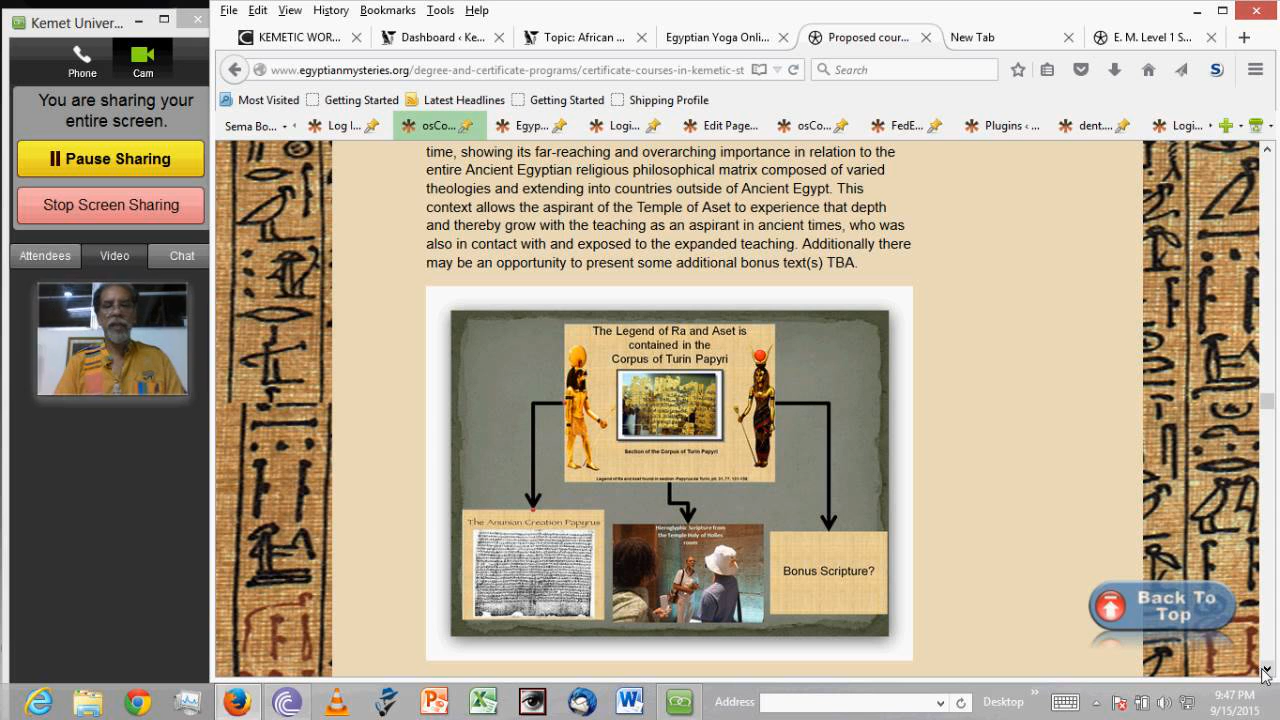 Kemet Univer...
Phone
Cam
You are sharing your
entire screen.
Pause Sharing
Stop Screen Sharing
Attendees
Video
Chat
File Edit View History Bookmarks Tools Help
KEMETIC WOR...
Dashboard ‹ Ke...
Topic: African ...
Egyptian Yoga Onli...
Proposed cour...
New Tab
E. M. Level 1 S...
www.egyptianmysteries.org/degree-and-certificate-programs/certificate-courses-in-kemetic-st
Search
Most Visited
Getting Started
Latest Headlines
Getting Started
Shipping Profile
Sema Bo...
Log I...
osCo...
Egyp...
Logi...
Edit Page...
osCo...
FedE...
Plugins ‹ ...
dent...
Logi...
time, showing its far-reaching and overarching importance in relation to the
entire Ancient Egyptian religious philosophical matrix composed of varied
theologies and extending into countries outside of Ancient Egypt. This
context allows the aspirant of the Temple of Aset to experience that depth
and thereby grow with the teaching as an aspirant in ancient times, who was
also in contact with and exposed to the expanded teaching. Additionally there
may be an opportunity to present some additional bonus text(s) TBA.
The Legend of Ra and Aset is
contained in the
Corpus of Turin Papyri
Section of the Corpus of Turin Papyri
The Anunian Creation Papyrus
Hieroglyphic Scripture from
the Temple Holy of Holies
room
Bonus Scripture?
Back To
Top
Address
Desktop
9:47 PM
9/15/2015